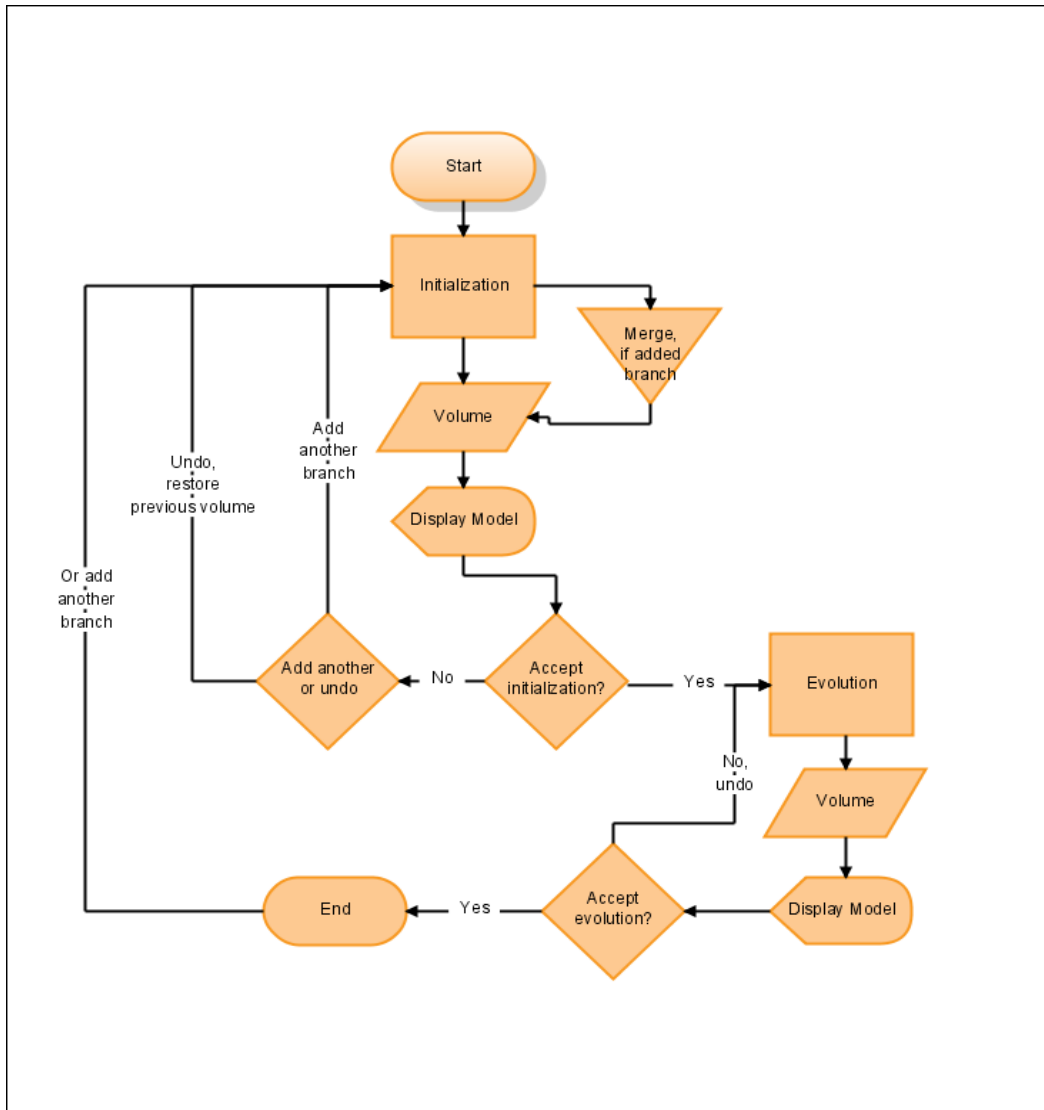 Start
Initialization
Merge,
if added
branch
Volume
Add
another
branch
Undo,
restore
previous volume
Display Model
Or add
another
branch
Add another
or undo
No
Accept
initialization?
Yes
Evolution
No,
undo
Volume
End
Yes
Accept
evolution?
Display Model